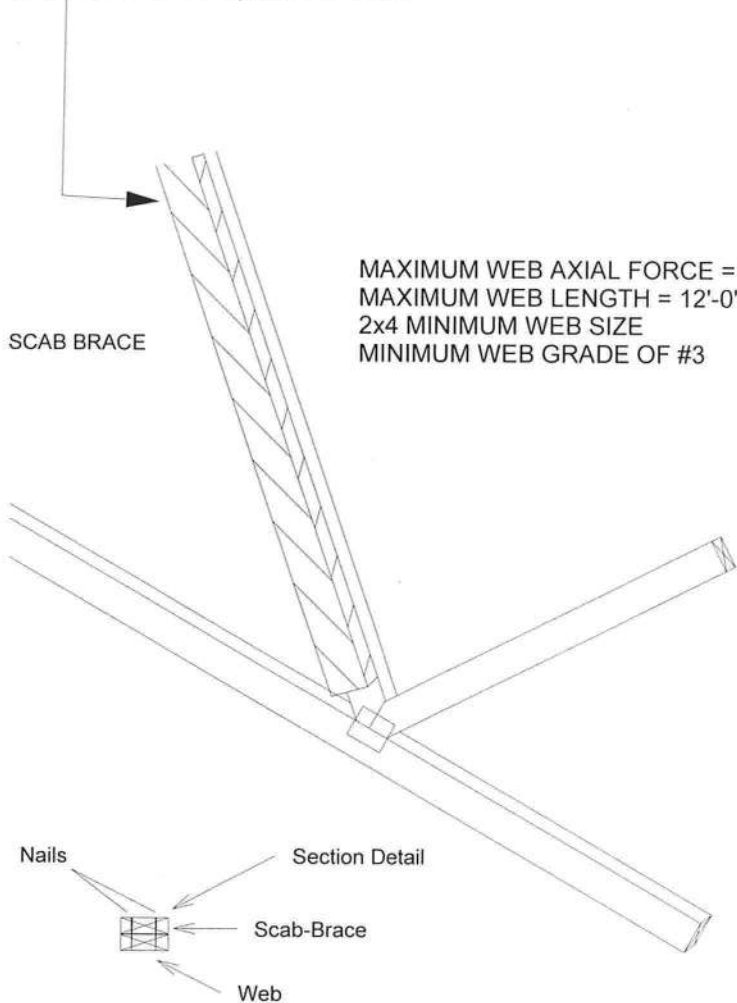 MAXIMUM WEB AXIAL FORCE =
MAXIMUM WEB LENGTH = 12'-0"
2x4 MINIMUM WEB SIZE
MINIMUM WEB GRADE OF #3
SCAB BRACE
Nails
Section Detail
Scab-Brace
Web